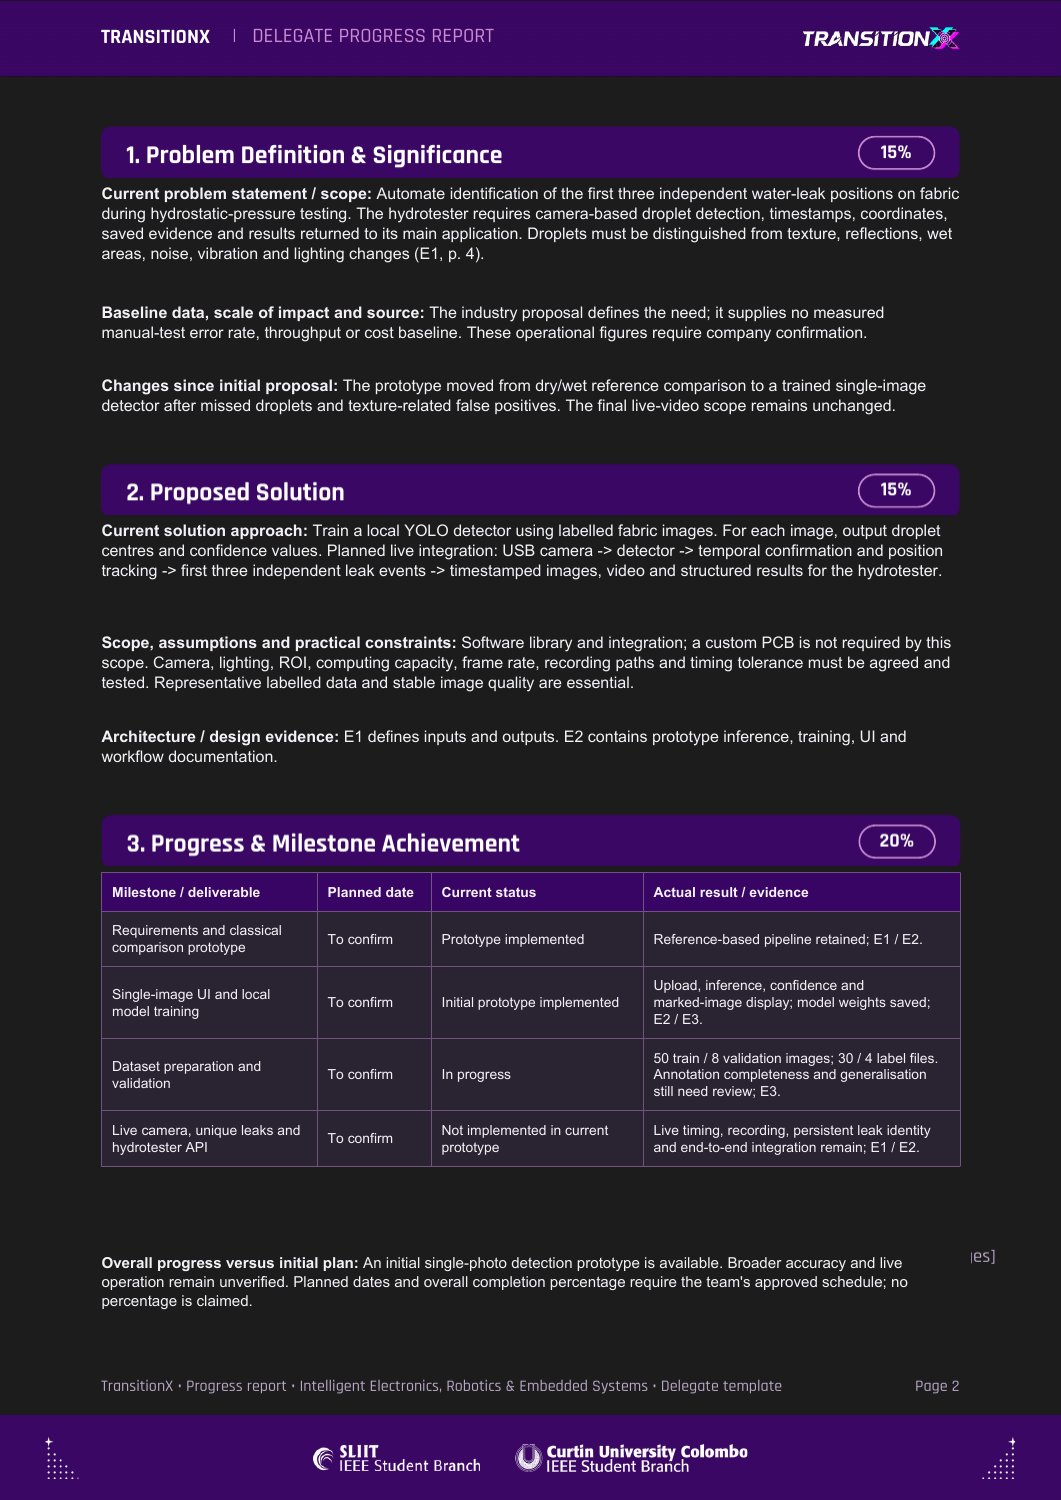 TRANSITIONX | DELEGATE PROGRESS REPORT
TRANSITIONX
1. Problem Definition & Significance
15%
Current problem statement / scope: Automate identification of the first three independent water-leak positions on fabric
during hydrostatic-pressure testing. The hydrotester requires camera-based droplet detection, timestamps, coordinates,
saved evidence and results returned to its main application. Droplets must be distinguished from texture, reflections, wet
areas, noise, vibration and lighting changes (E1, p. 4).
Baseline data, scale of impact and source: The industry proposal defines the need; it supplies no measured
manual-test error rate, throughput or cost baseline. These operational figures require company confirmation.
Changes since initial proposal: The prototype moved from dry/wet reference comparison to a trained single-image
detector after missed droplets and texture-related false positives. The final live-video scope remains unchanged.
2. Proposed Solution
15%
Current solution approach: Train a local YOLO detector using labelled fabric images. For each image, output droplet
centres and confidence values. Planned live integration: USB camera -> detector -> temporal confirmation and position
tracking -> first three independent leak events -> timestamped images, video and structured results for the hydrotester.
Scope, assumptions and practical constraints: Software library and integration; a custom PCB is not required by this
scope. Camera, lighting, ROI, computing capacity, frame rate, recording paths and timing tolerance must be agreed and
tested. Representative labelled data and stable image quality are essential.
Architecture / design evidence: E1 defines inputs and outputs. E2 contains prototype inference, training, UI and
workflow documentation.
3. Progress & Milestone Achievement
20%
Milestone / deliverable
Planned date
Current status
Actual result / evidence
Requirements and classical
comparison prototype
To confirm
Prototype implemented
Reference-based pipeline retained; E1 / E2.
Single-image UI and local
model training
To confirm
Initial prototype implemented
Upload, inference, confidence and
marked-image display; model weights saved;
E2 / E3.
Dataset preparation and
validation
To confirm
In progress
50 train / 8 validation images; 30 / 4 label files.
Annotation completeness and generalisation
still need review; E3.
Live camera, unique leaks and
hydrotester API
To confirm
Not implemented in current
prototype
Live timing, recording, persistent leak identity
and end-to-end integration remain; E1 / E2.
Overall progress versus initial plan: An initial single-photo detection prototype is available. Broader accuracy and live
operation remain unverified. Planned dates and overall completion percentage require the team's approved schedule; no
percentage is claimed.
TransitionX • Progress report • Intelligent Electronics, Robotics & Embedded Systems • Delegate template
Page 2
SLIIT
IEEE Student Branch
Curtin University Colombo
IEEE Student Branch